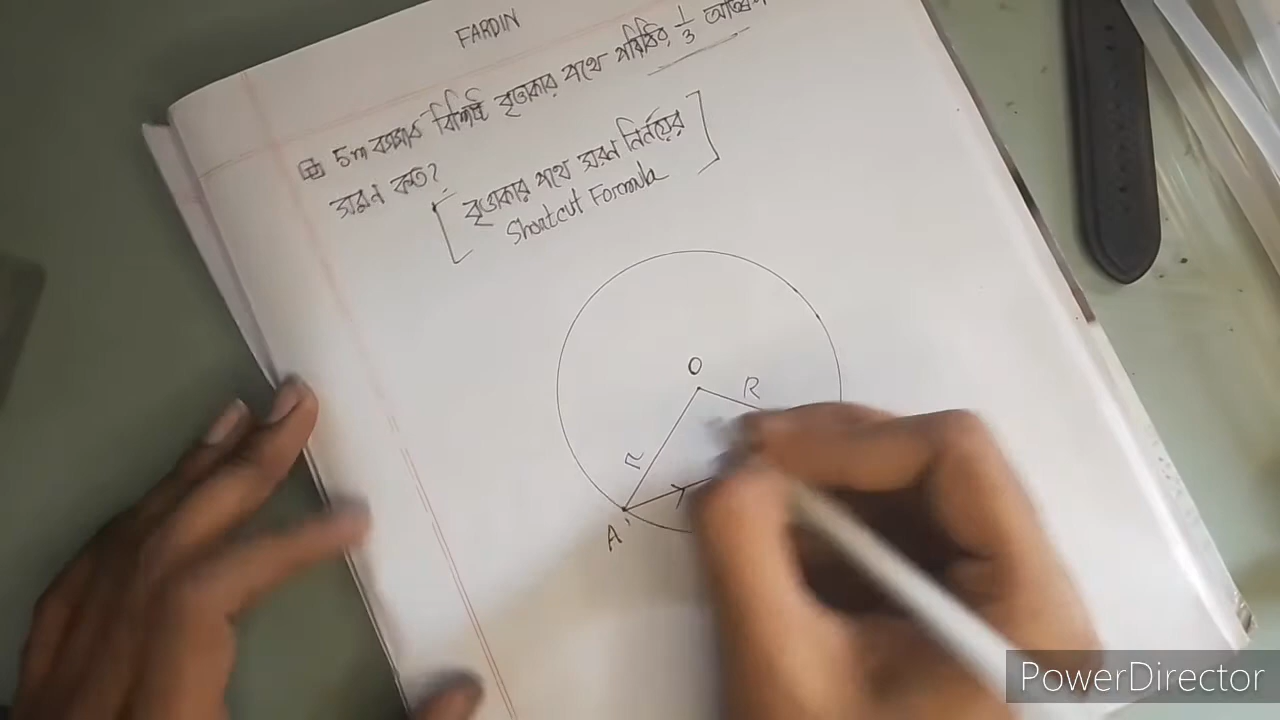 FARDIN
5m ব্যাসার্ধ বিশিষ্ট বৃত্তাকার পথে পরিধির 1/3
সরণ কত?
[বৃত্তাকার পথে সরণ নির্ণয়ের
Shortcut Formula]
O
R
r
A
PowerDirector